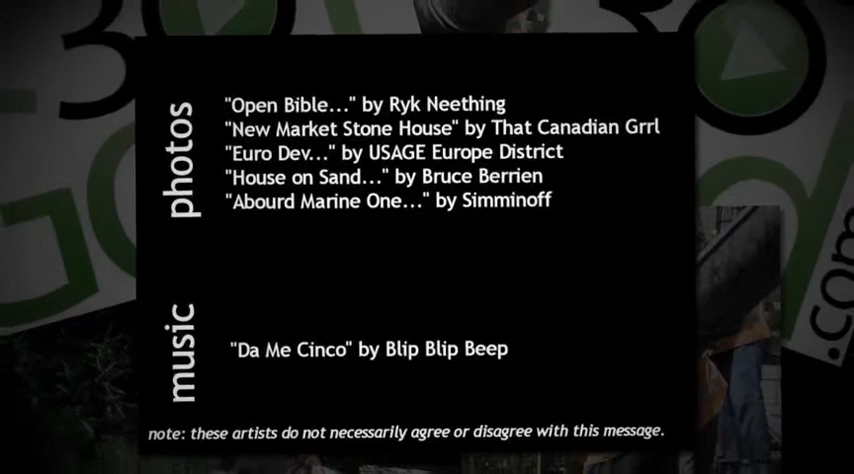 photos
"Open Bible..." by Ryk Neething
"New Market Stone House" by That Canadian Grrl
"Euro Dev..." by USAGE Europe District
"House on Sand..." by Bruce Berrien
"Abourd Marine One..." by Simminoff
music
"Da Me Cinco" by Blip Blip Beep
note: these artists do not necessarily agree or disagree with this message.
.com